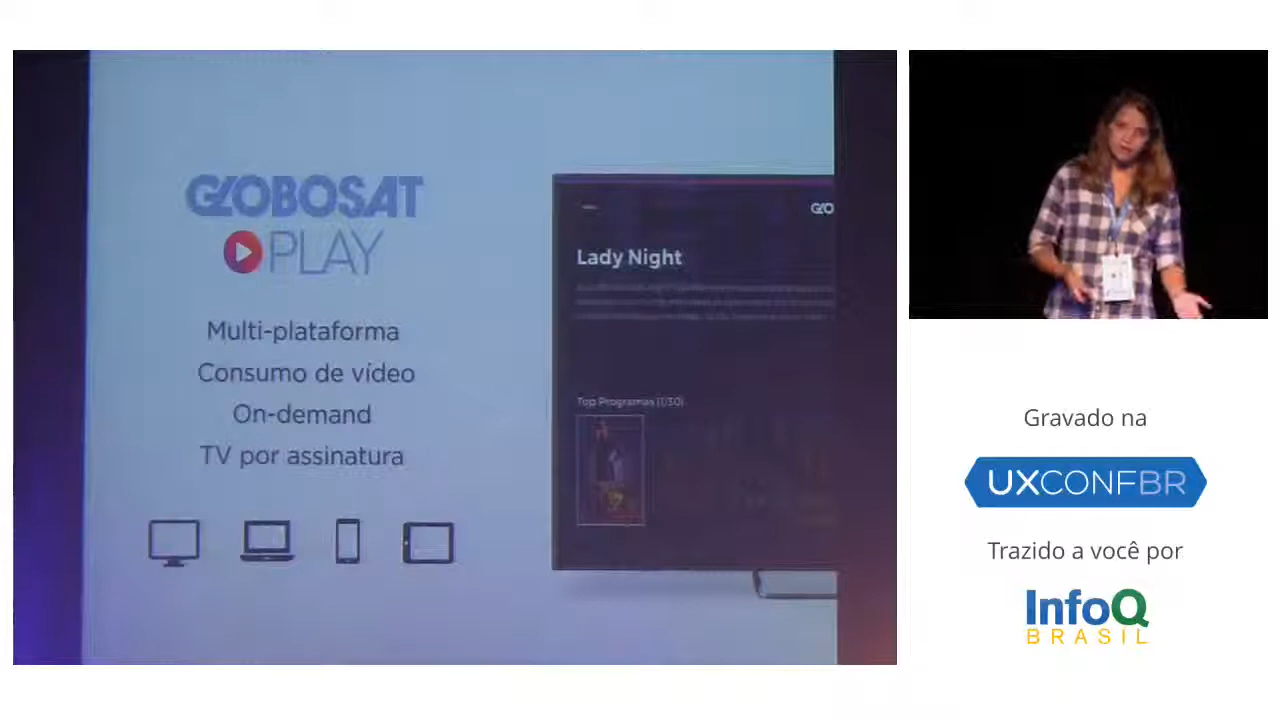 GLOBOSAT
PLAY
Multi-plataforma
Consumo de vídeo
On-demand
TV por assinatura
GLO
Lady Night
Top Programas (1/30)
Gravado na
UXCONFBR
Trazido a você por
InfoQ
BRASIL